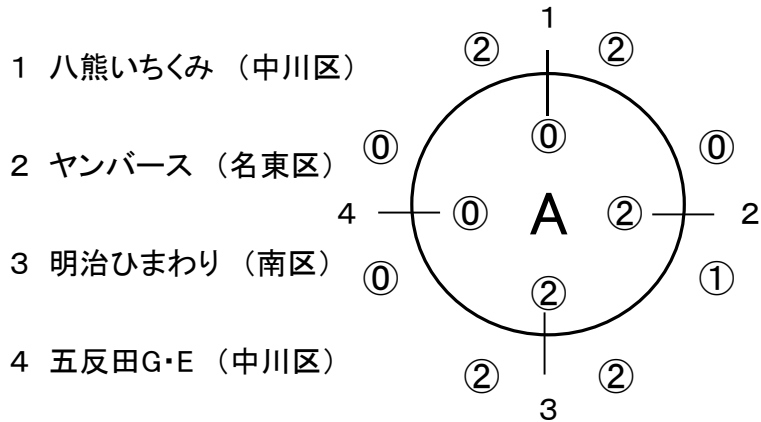 1 八熊いちくみ （中川区）
2 ヤンバース （名東区）
3 明治ひまわり （南区）
4 五反田G・E （中川区）
1
② ②
⓪ ⓪ ⓪
4 ⓪ A ② 2
⓪ ② ①
② ②
3